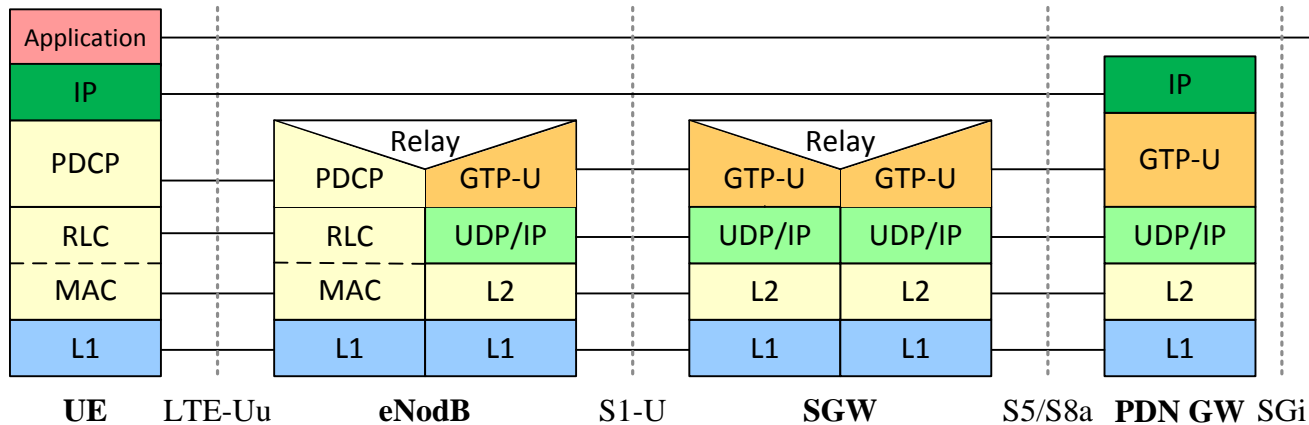 Application
IP
IP
Relay
Relay
PDCP
PDCP
GTP-U
GTP-U
GTP-U
GTP-U
RLC
RLC
UDP/IP
UDP/IP
UDP/IP
UDP/IP
MAC
MAC
L2
L2
L2
L2
L1
L1
L1
L1
L1
L1
UE
LTE-Uu
eNodB
S1-U
SGW
S5/S8a
PDN GW
SGi